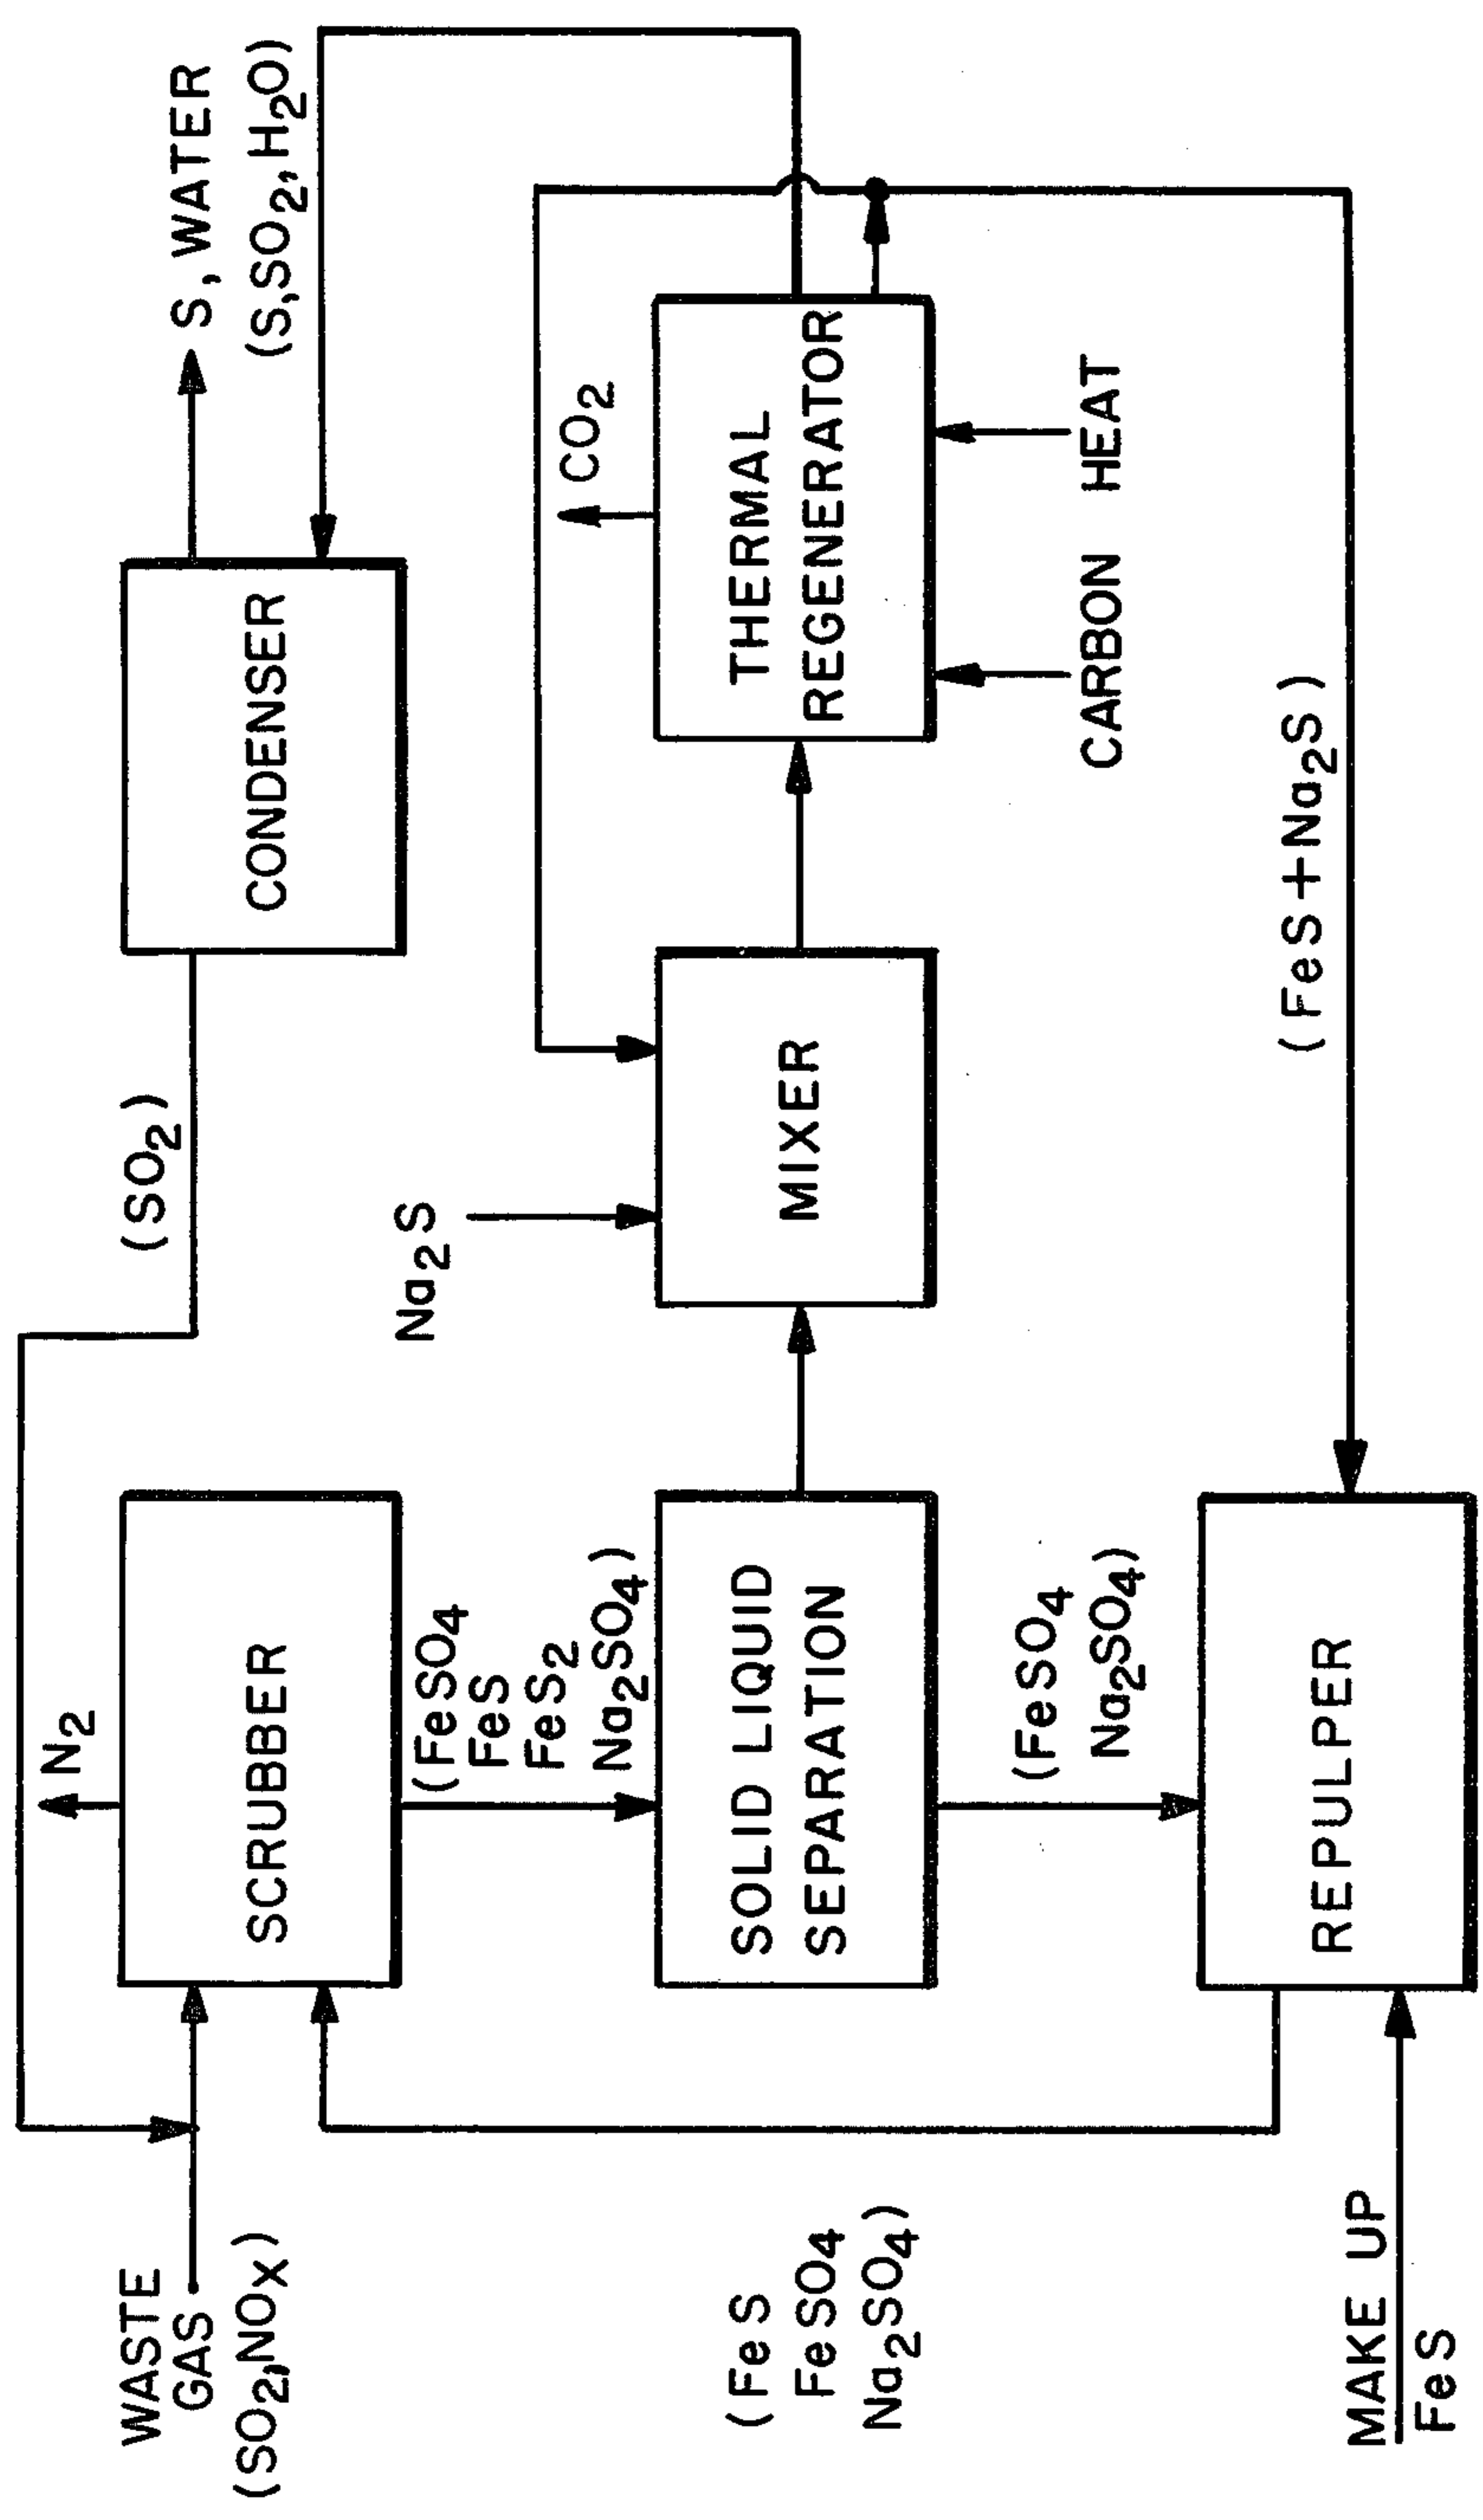 N2
WASTE
GAS
(SO2,NOX)
SCRUBBER
(SO2)
CONDENSER
S, WATER
(S,SO2,H2O)
(FeSO4
FeS
FeS2
Na2SO4)
Na2S
CO2
(FeS
FeSO4
Na2SO4)
SOLID LIQUID
SEPARATION
MIXER
THERMAL
REGENERATOR
(FeSO4
Na2SO4)
CARBON HEAT
(FeS+Na2S)
MAKE UP
FeS
REPULPER